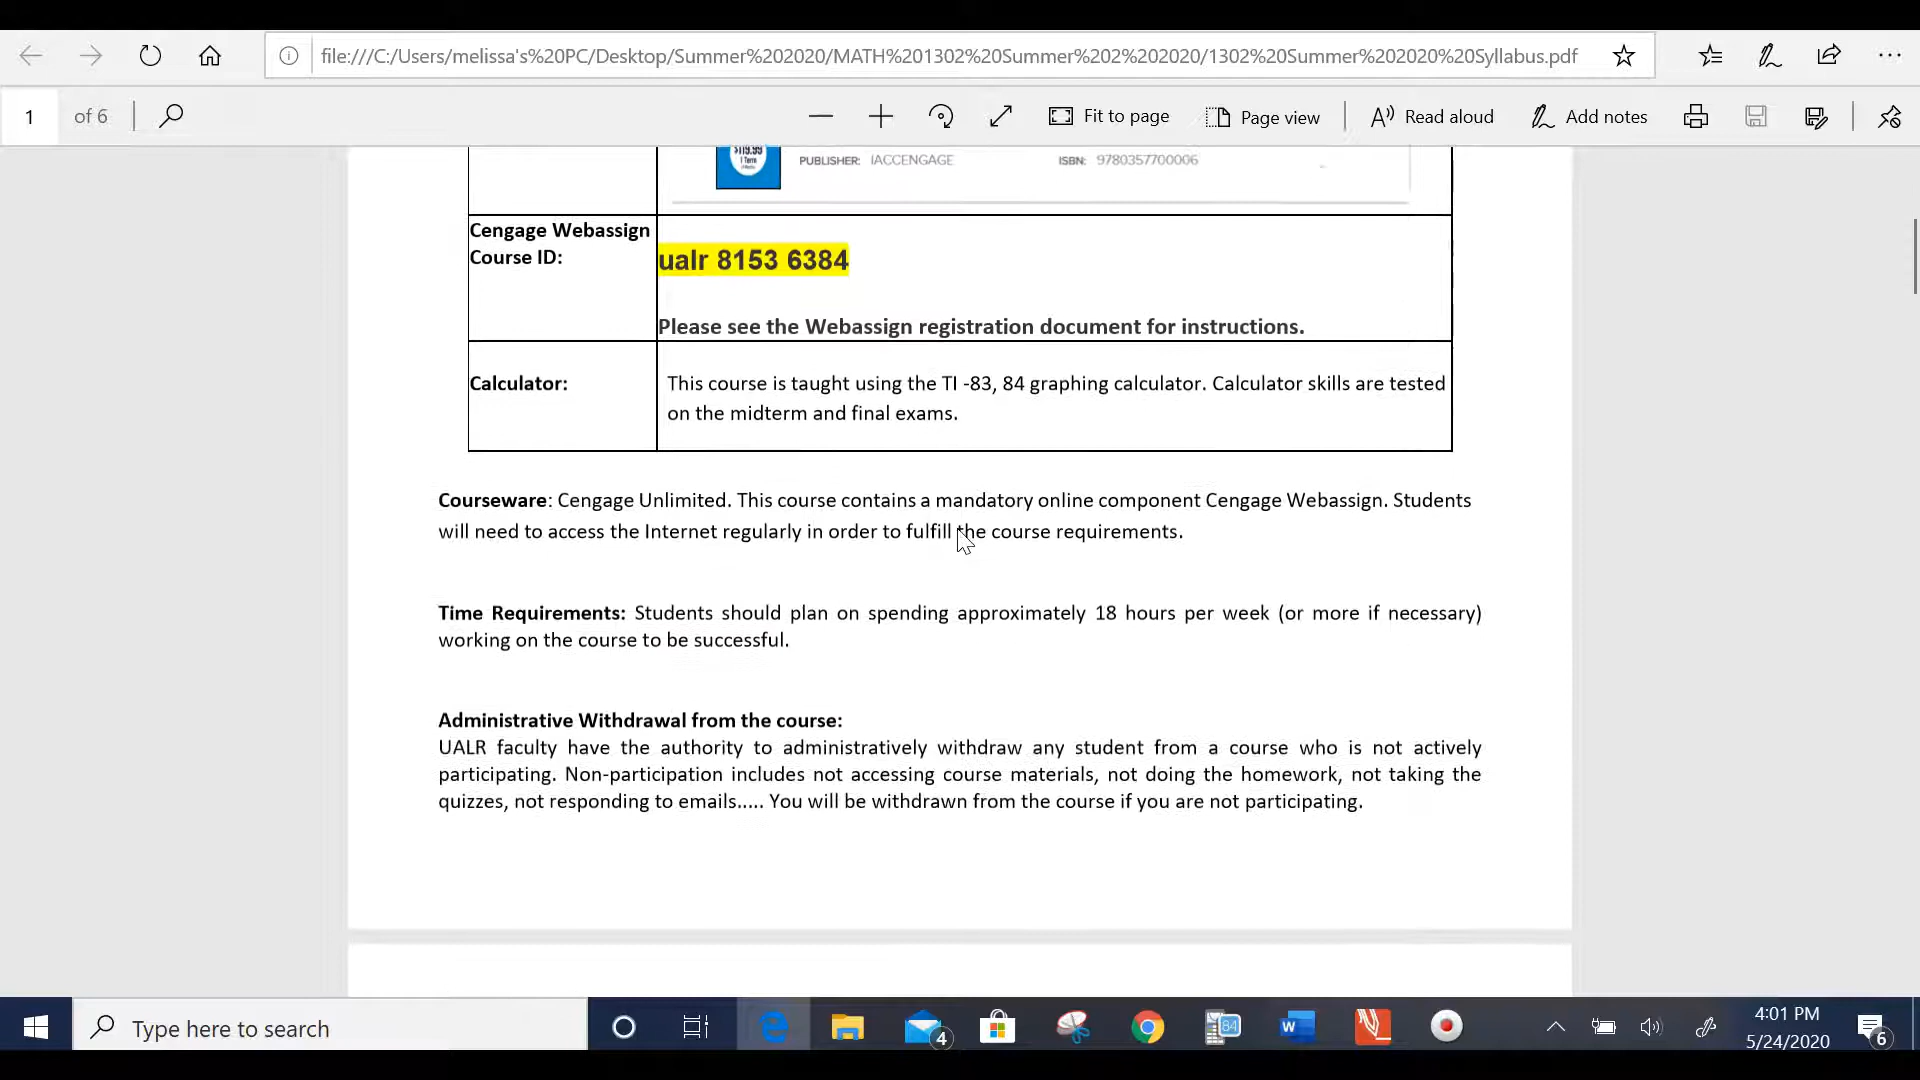 file:///C:/Users/melissa's%20PC/Desktop/Summer%202020/MATH%201302%20Summer%202%202020/1302%20Summer%202020%20Syllabus.pdf
1 of 6
Fit to page
Page view
Read aloud
Add notes
$119.99
1 Term
PUBLISHER: IACCENGAGE ISBN: 9780357700006
Cengage Webassign
Course ID:
ualr 8153 6384
Please see the Webassign registration document for instructions.
Calculator:
This course is taught using the TI -83, 84 graphing calculator. Calculator skills are tested
on the midterm and final exams.
Courseware: Cengage Unlimited. This course contains a mandatory online component Cengage Webassign. Students
will need to access the Internet regularly in order to fulfill the course requirements.
Time Requirements: Students should plan on spending approximately 18 hours per week (or more if necessary)
working on the course to be successful.
Administrative Withdrawal from the course:
UALR faculty have the authority to administratively withdraw any student from a course who is not actively
participating. Non-participation includes not accessing course materials, not doing the homework, not taking the
quizzes, not responding to emails..... You will be withdrawn from the course if you are not participating.
Type here to search
4
84
W
4:01 PM
5/24/2020
6